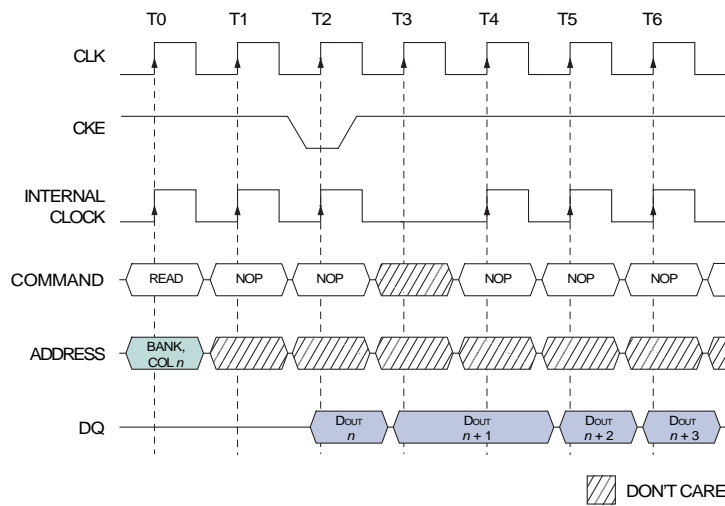 T0 T1 T2 T3 T4 T5 T6
CLK
CKE
INTERNAL
CLOCK
COMMAND READ NOP NOP NOP NOP NOP
ADDRESS BANK,
COL n
DQ DOUT DOUT DOUT DOUT
n n + 1 n + 2 n + 3
DON'T CARE